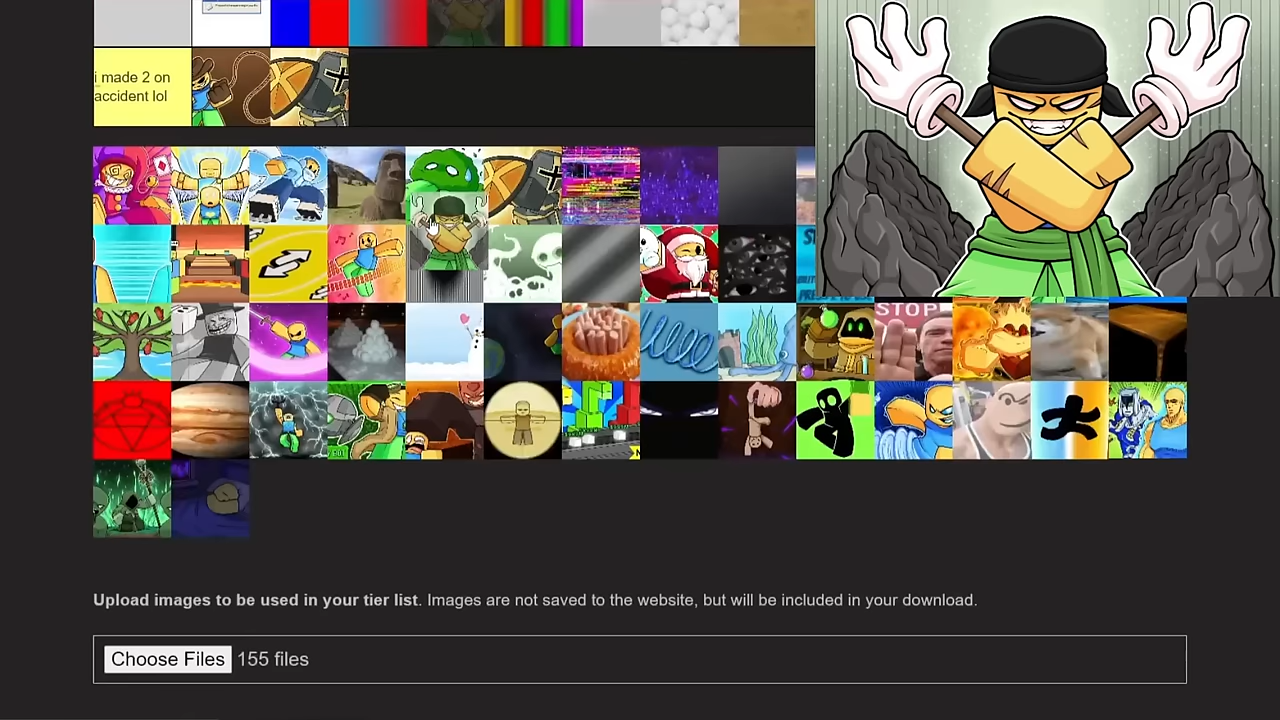 i made 2 on
accident lol
STOP
Upload images to be used in your tier list. Images are not saved to the website, but will be included in your download.
Choose Files 155 files